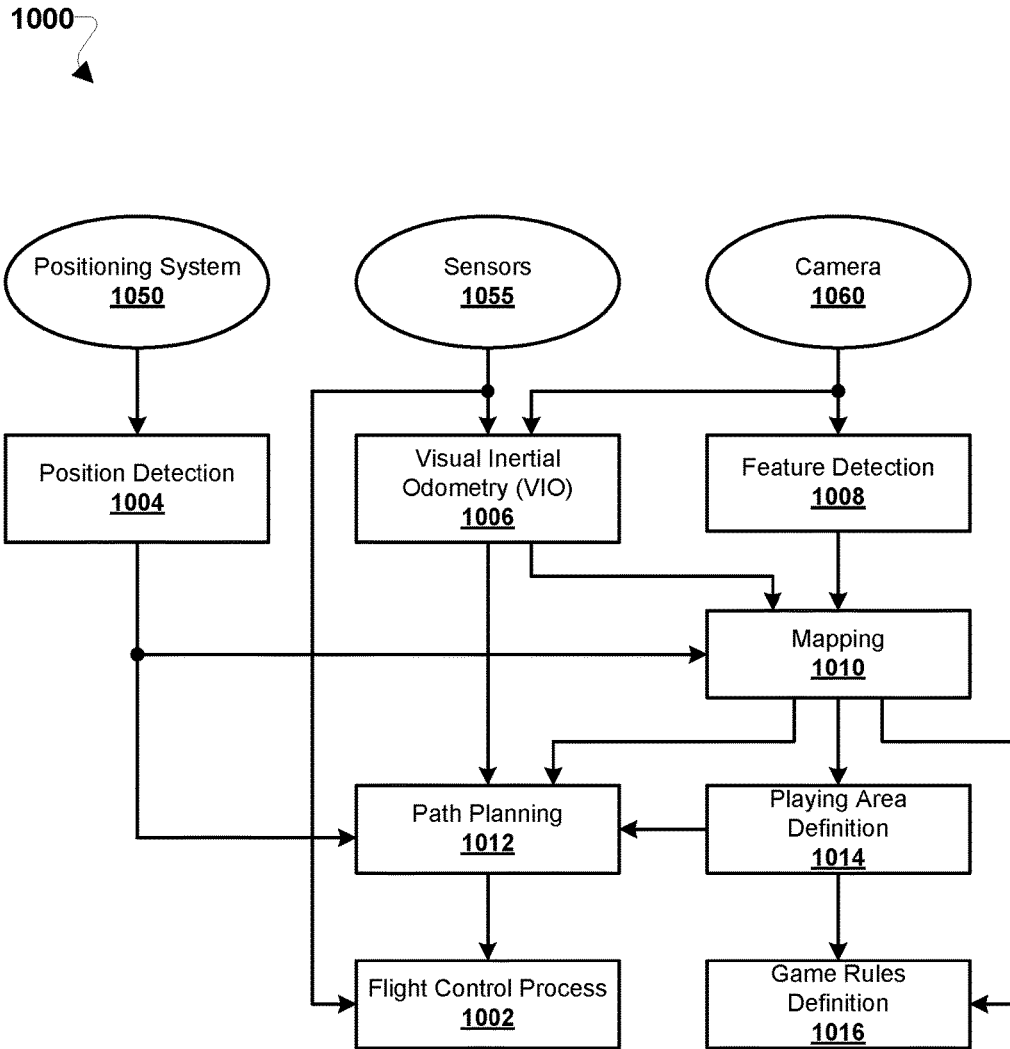 1000
Positioning System
1050
Sensors
1055
Camera
1060
Position Detection
1004
Visual Inertial
Odometry (VIO)
1006
Feature Detection
1008
Mapping
1010
Path Planning
1012
Playing Area
Definition
1014
Flight Control Process
1002
Game Rules
Definition
1016